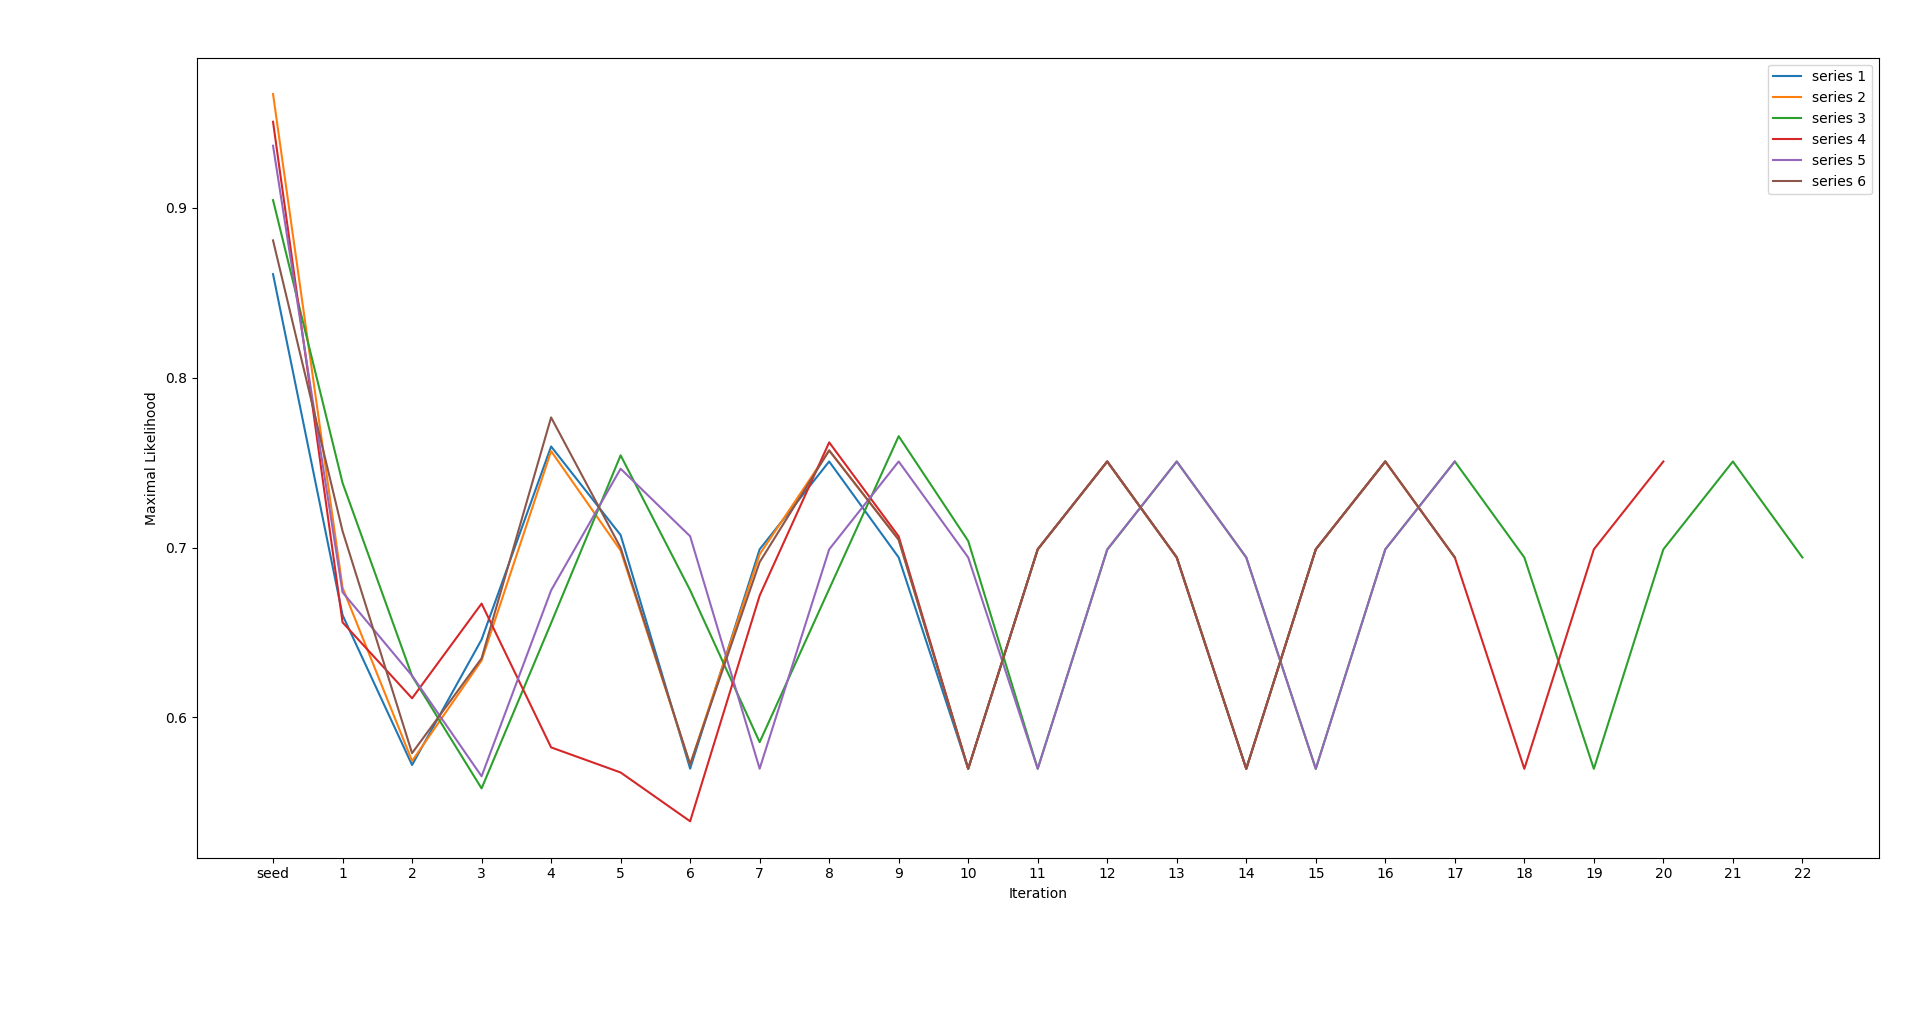 series 1
series 2
series 3
series 4
series 5
series 6
0.9
0.8
0.7
0.6
Maximal Likelihood
seed 1 2 3 4 5 6 7 8 9 10 11 12 13 14 15 16 17 18 19 20 21 22
Iteration